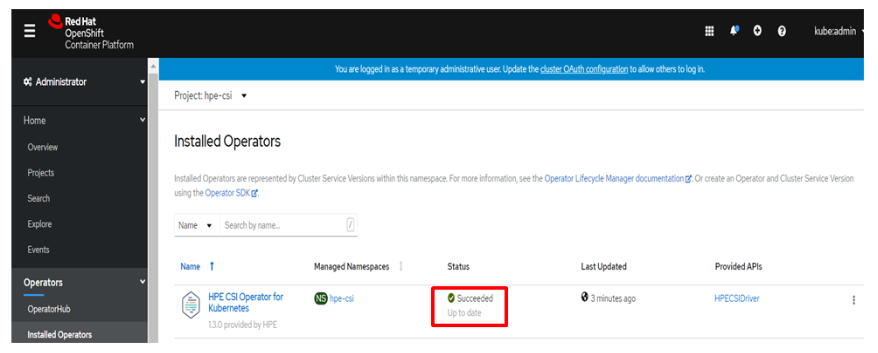 Red Hat
OpenShift
Container Platform
kube:admin
Administrator
You are logged in as a temporary administrative user. Update the cluster OAuth configuration to allow others to log in.
Project: hpe-csi
Home
Overview
Projects
Search
Explore
Events
Operators
OperatorHub
Installed Operators
Installed Operators
Installed Operators are represented by Cluster Service Versions within this namespace. For more information, see the Operator Lifecycle Manager documentation. Or create an Operator and Cluster Service Version
using the Operator SDK.
Name Search by name... /
Name Managed Namespaces Status Last Updated Provided APIs
HPE CSI Operator for
Kubernetes
1.3.0 provided by HPE
NS hpe-csi
Succeeded
Up to date
3 minutes ago
HPECSIDriver